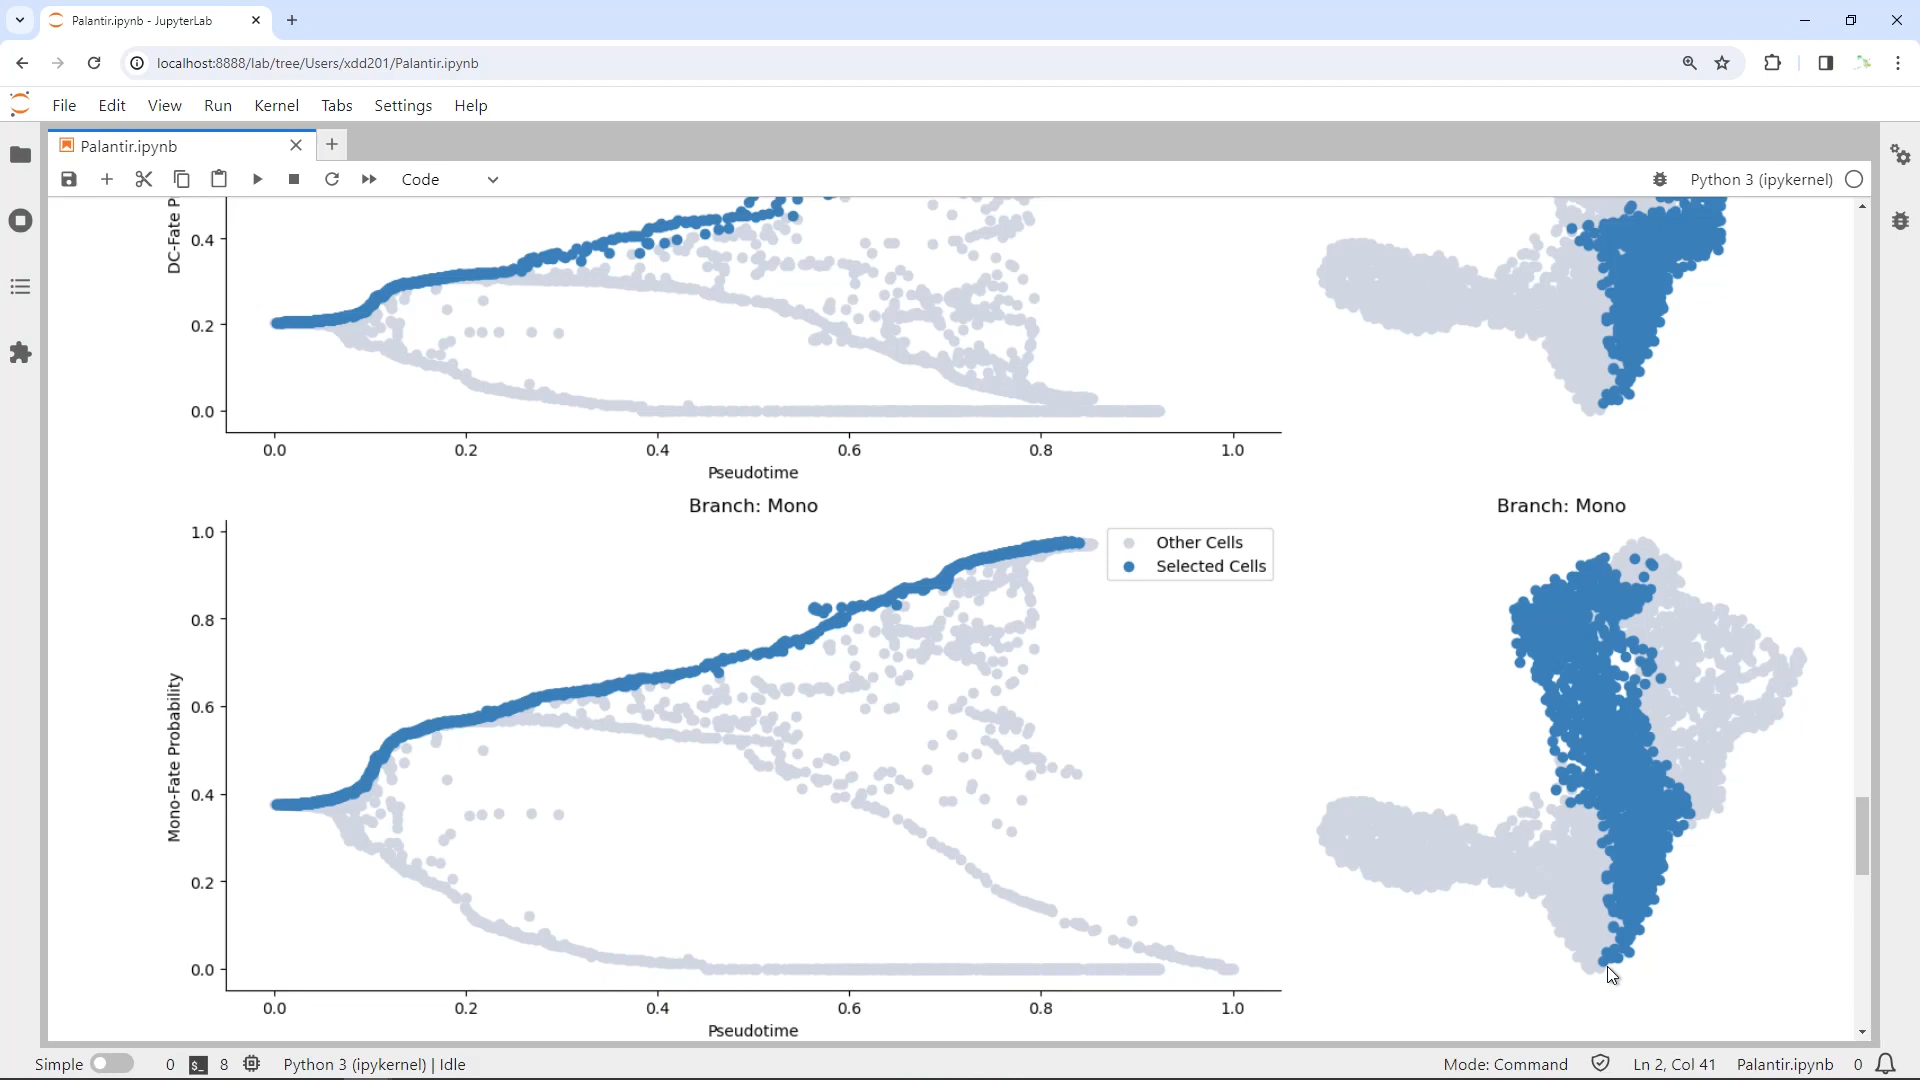 Palantir.ipynb - JupyterLab
localhost:8888/lab/tree/Users/xdd201/Palantir.ipynb
File Edit View Run Kernel Tabs Settings Help
Palantir.ipynb
Code
Python 3 (ipykernel)
DC-Fate P
0.4
0.2
0.0
0.0 0.2 0.4 0.6 0.8 1.0
Pseudotime
Branch: Mono
Branch: Mono
Mono-Fate Probability
1.0
0.8
0.6
0.4
0.2
0.0
Other Cells
Selected Cells
0.0 0.2 0.4 0.6 0.8 1.0
Pseudotime
Simple 0 $_ 8 Python 3 (ipykernel) | Idle Mode: Command Ln 2, Col 41 Palantir.ipynb 0